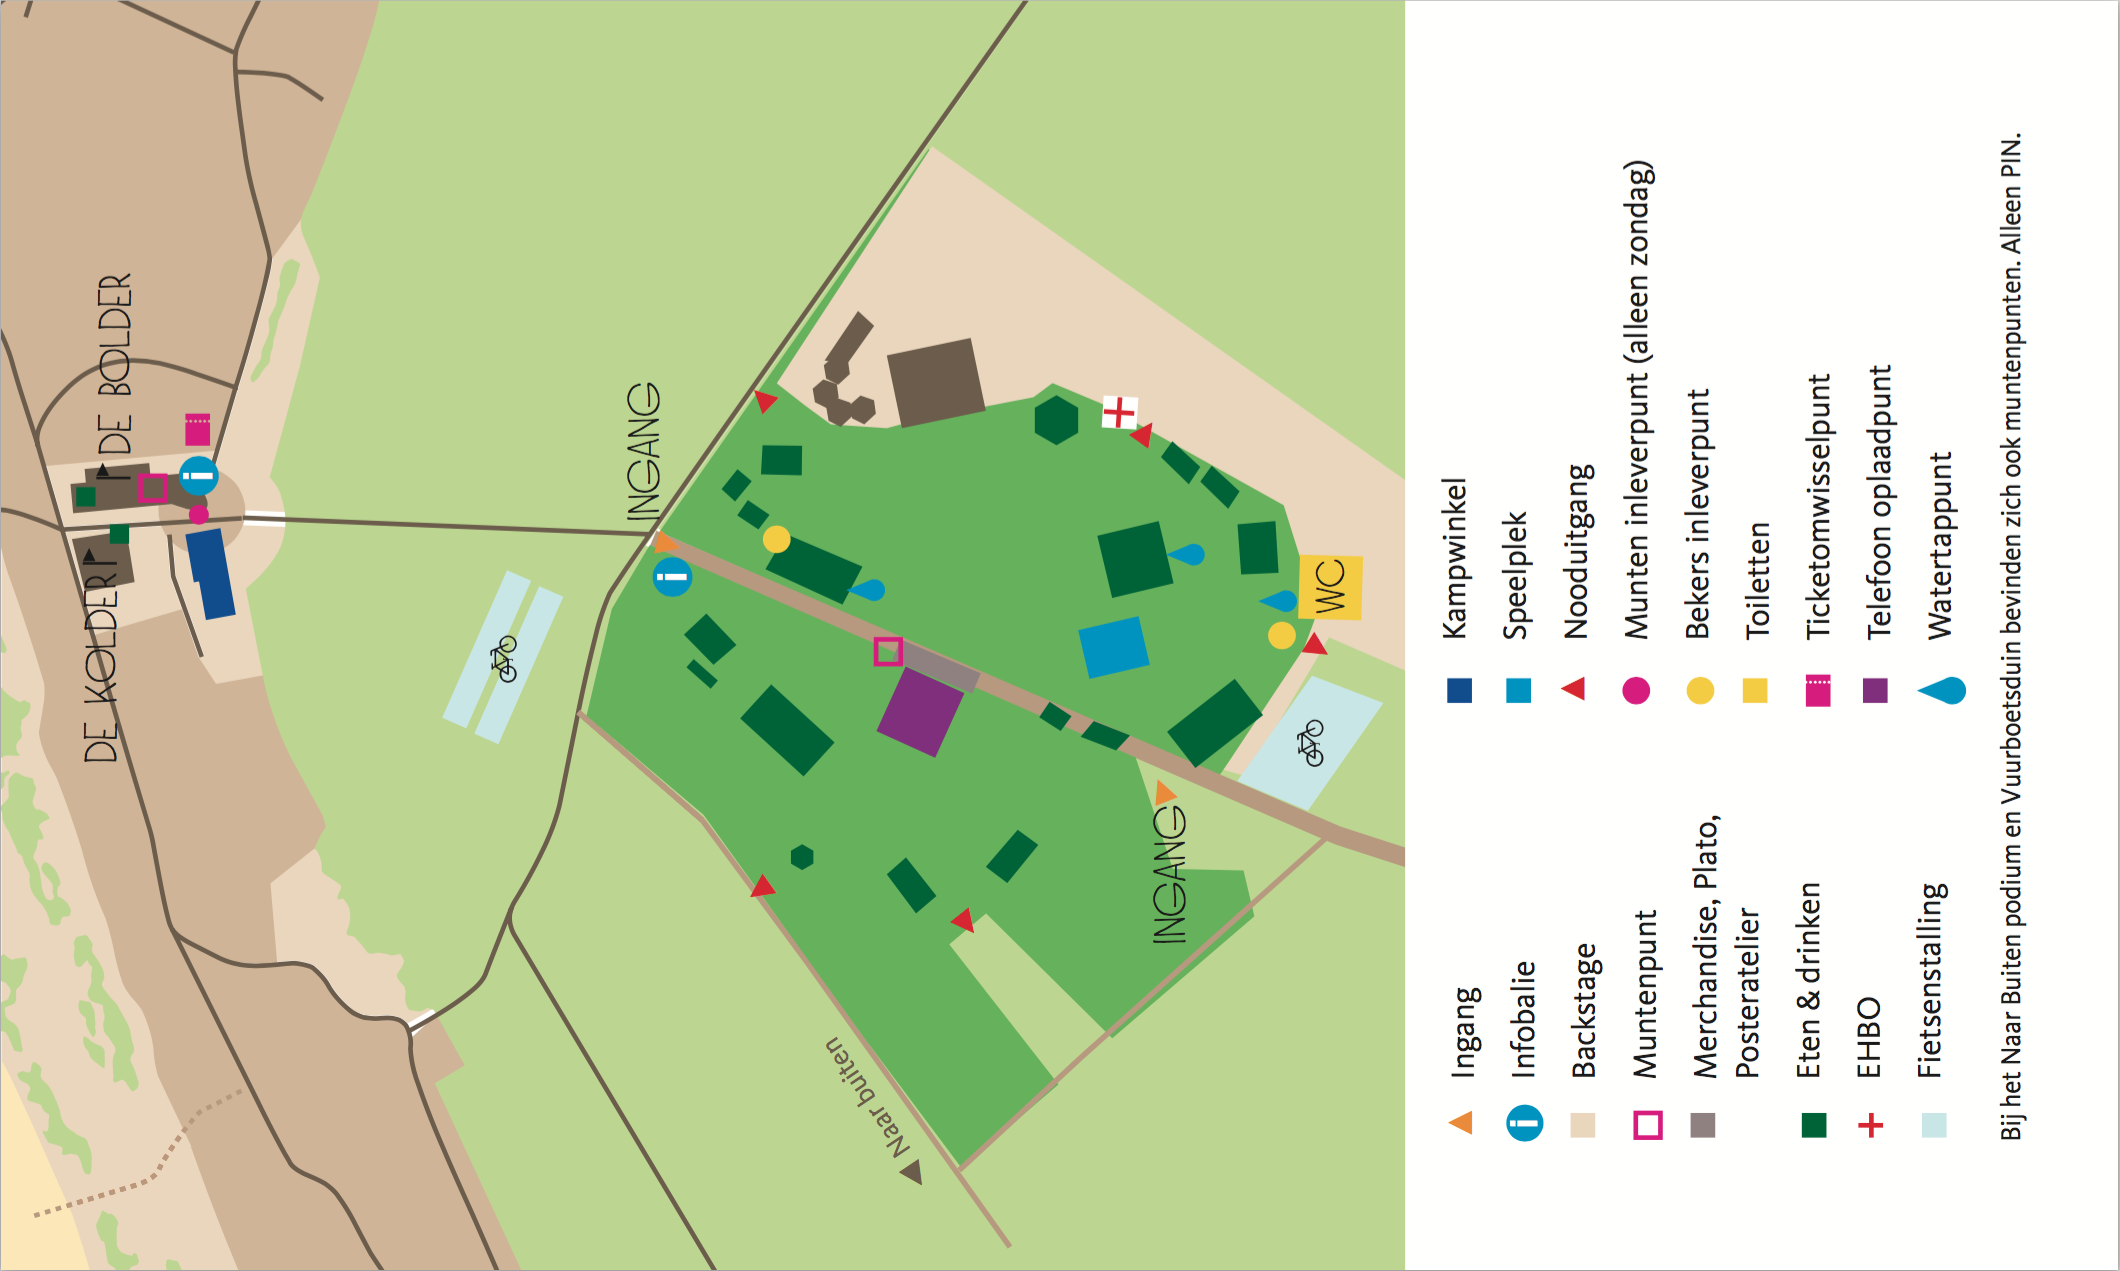 DE KOLDER
DE BOLDER
INGANG
WC
INGANG
Naar buiten
Ingang
Infobalie
Backstage
Muntenpunt
Merchandise, Plato,
Posteratelier
Eten & drinken
EHBO
Fietsenstalling
Kampwinkel
Speelplek
Nooduitgang
Munten inleverpunt (alleen zondag)
Bekers inleverpunt
Toiletten
Ticketomwisselpunt
Telefoon oplaadpunt
Watertappunt
Bij het Naar Buiten podium en Vuurboetsduin bevinden zich ook muntenpunten. Alleen PIN.